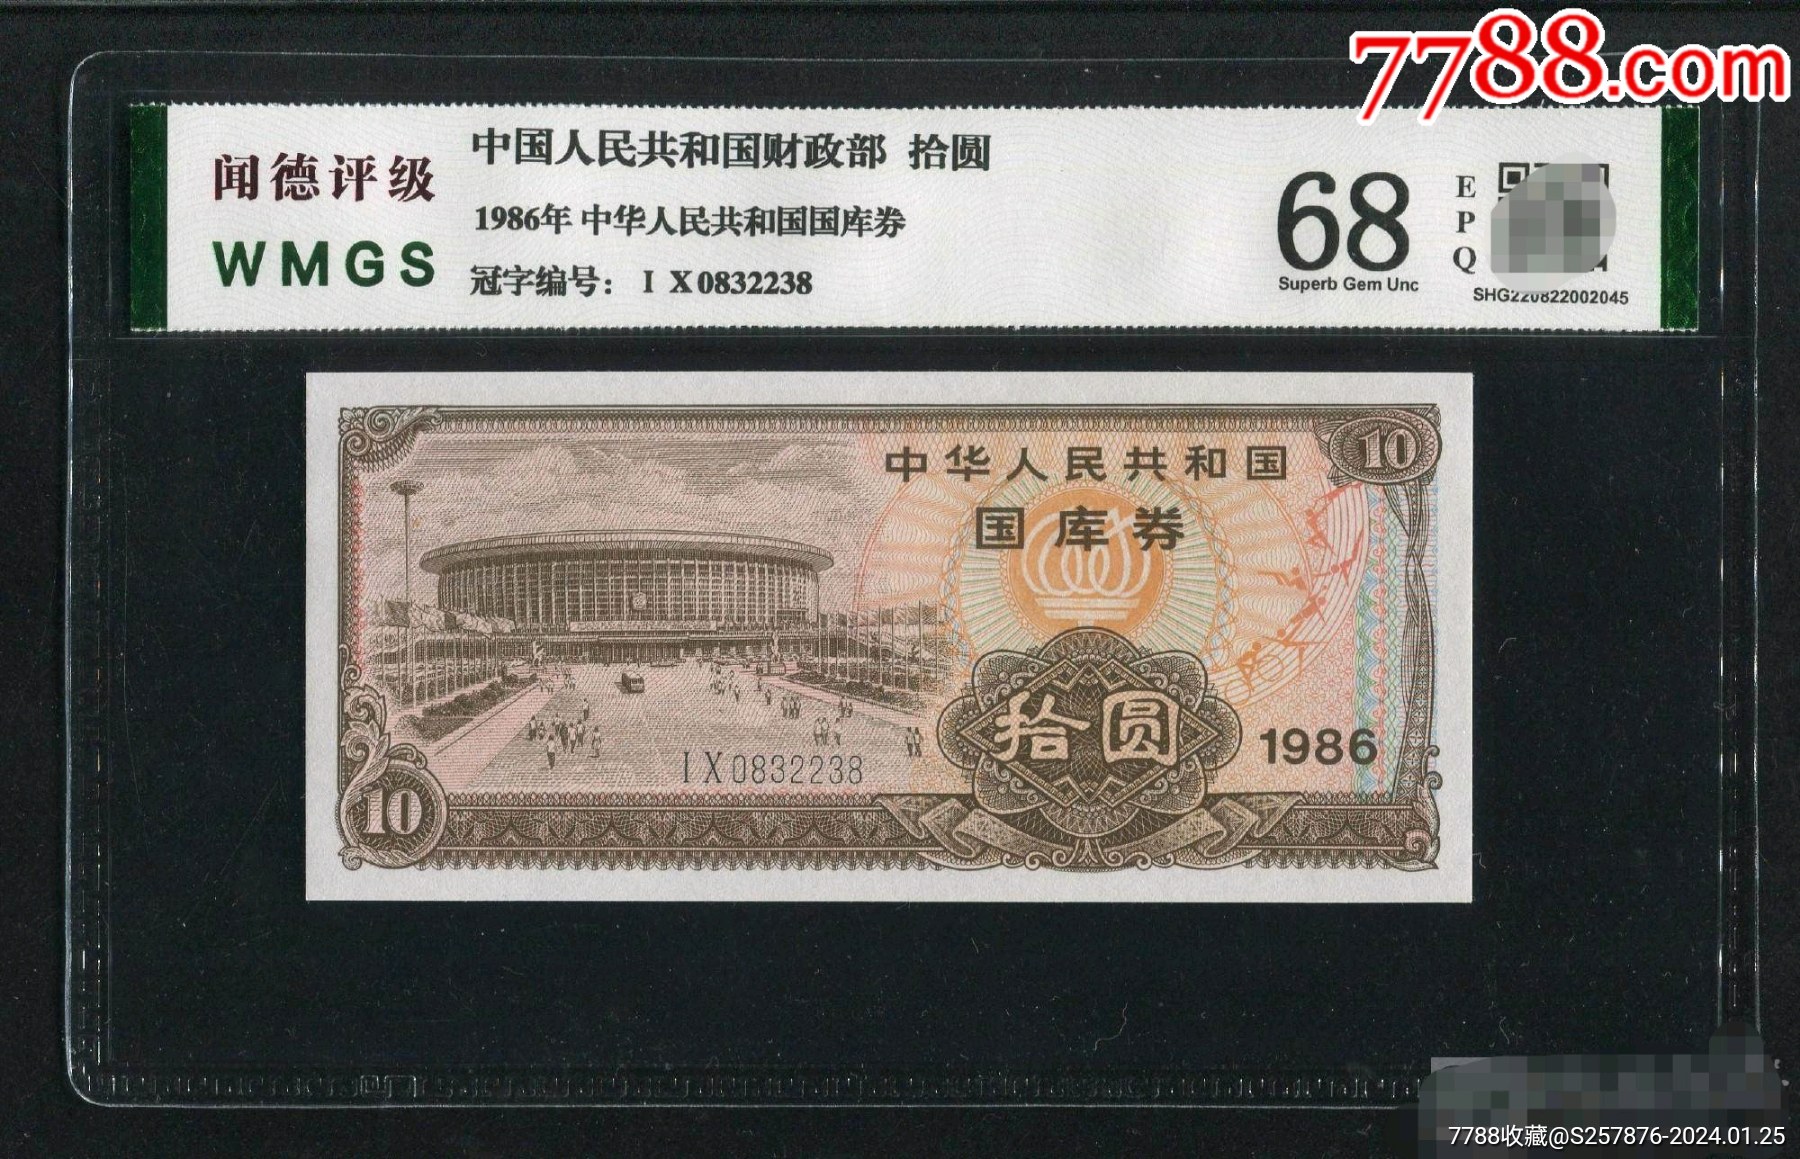 7788.com
闻德评级
WMGS
中国人民共和国财政部 拾圆
1986年 中华人民共和国国库券
冠字编号: I X 0832238
68
Superb Gem Unc
E
P
Q
SHG220822002045
10
中华人民共和国
国库券
拾圆
1986
I X 0832238
10
7788收藏@S257876-2024.01.25